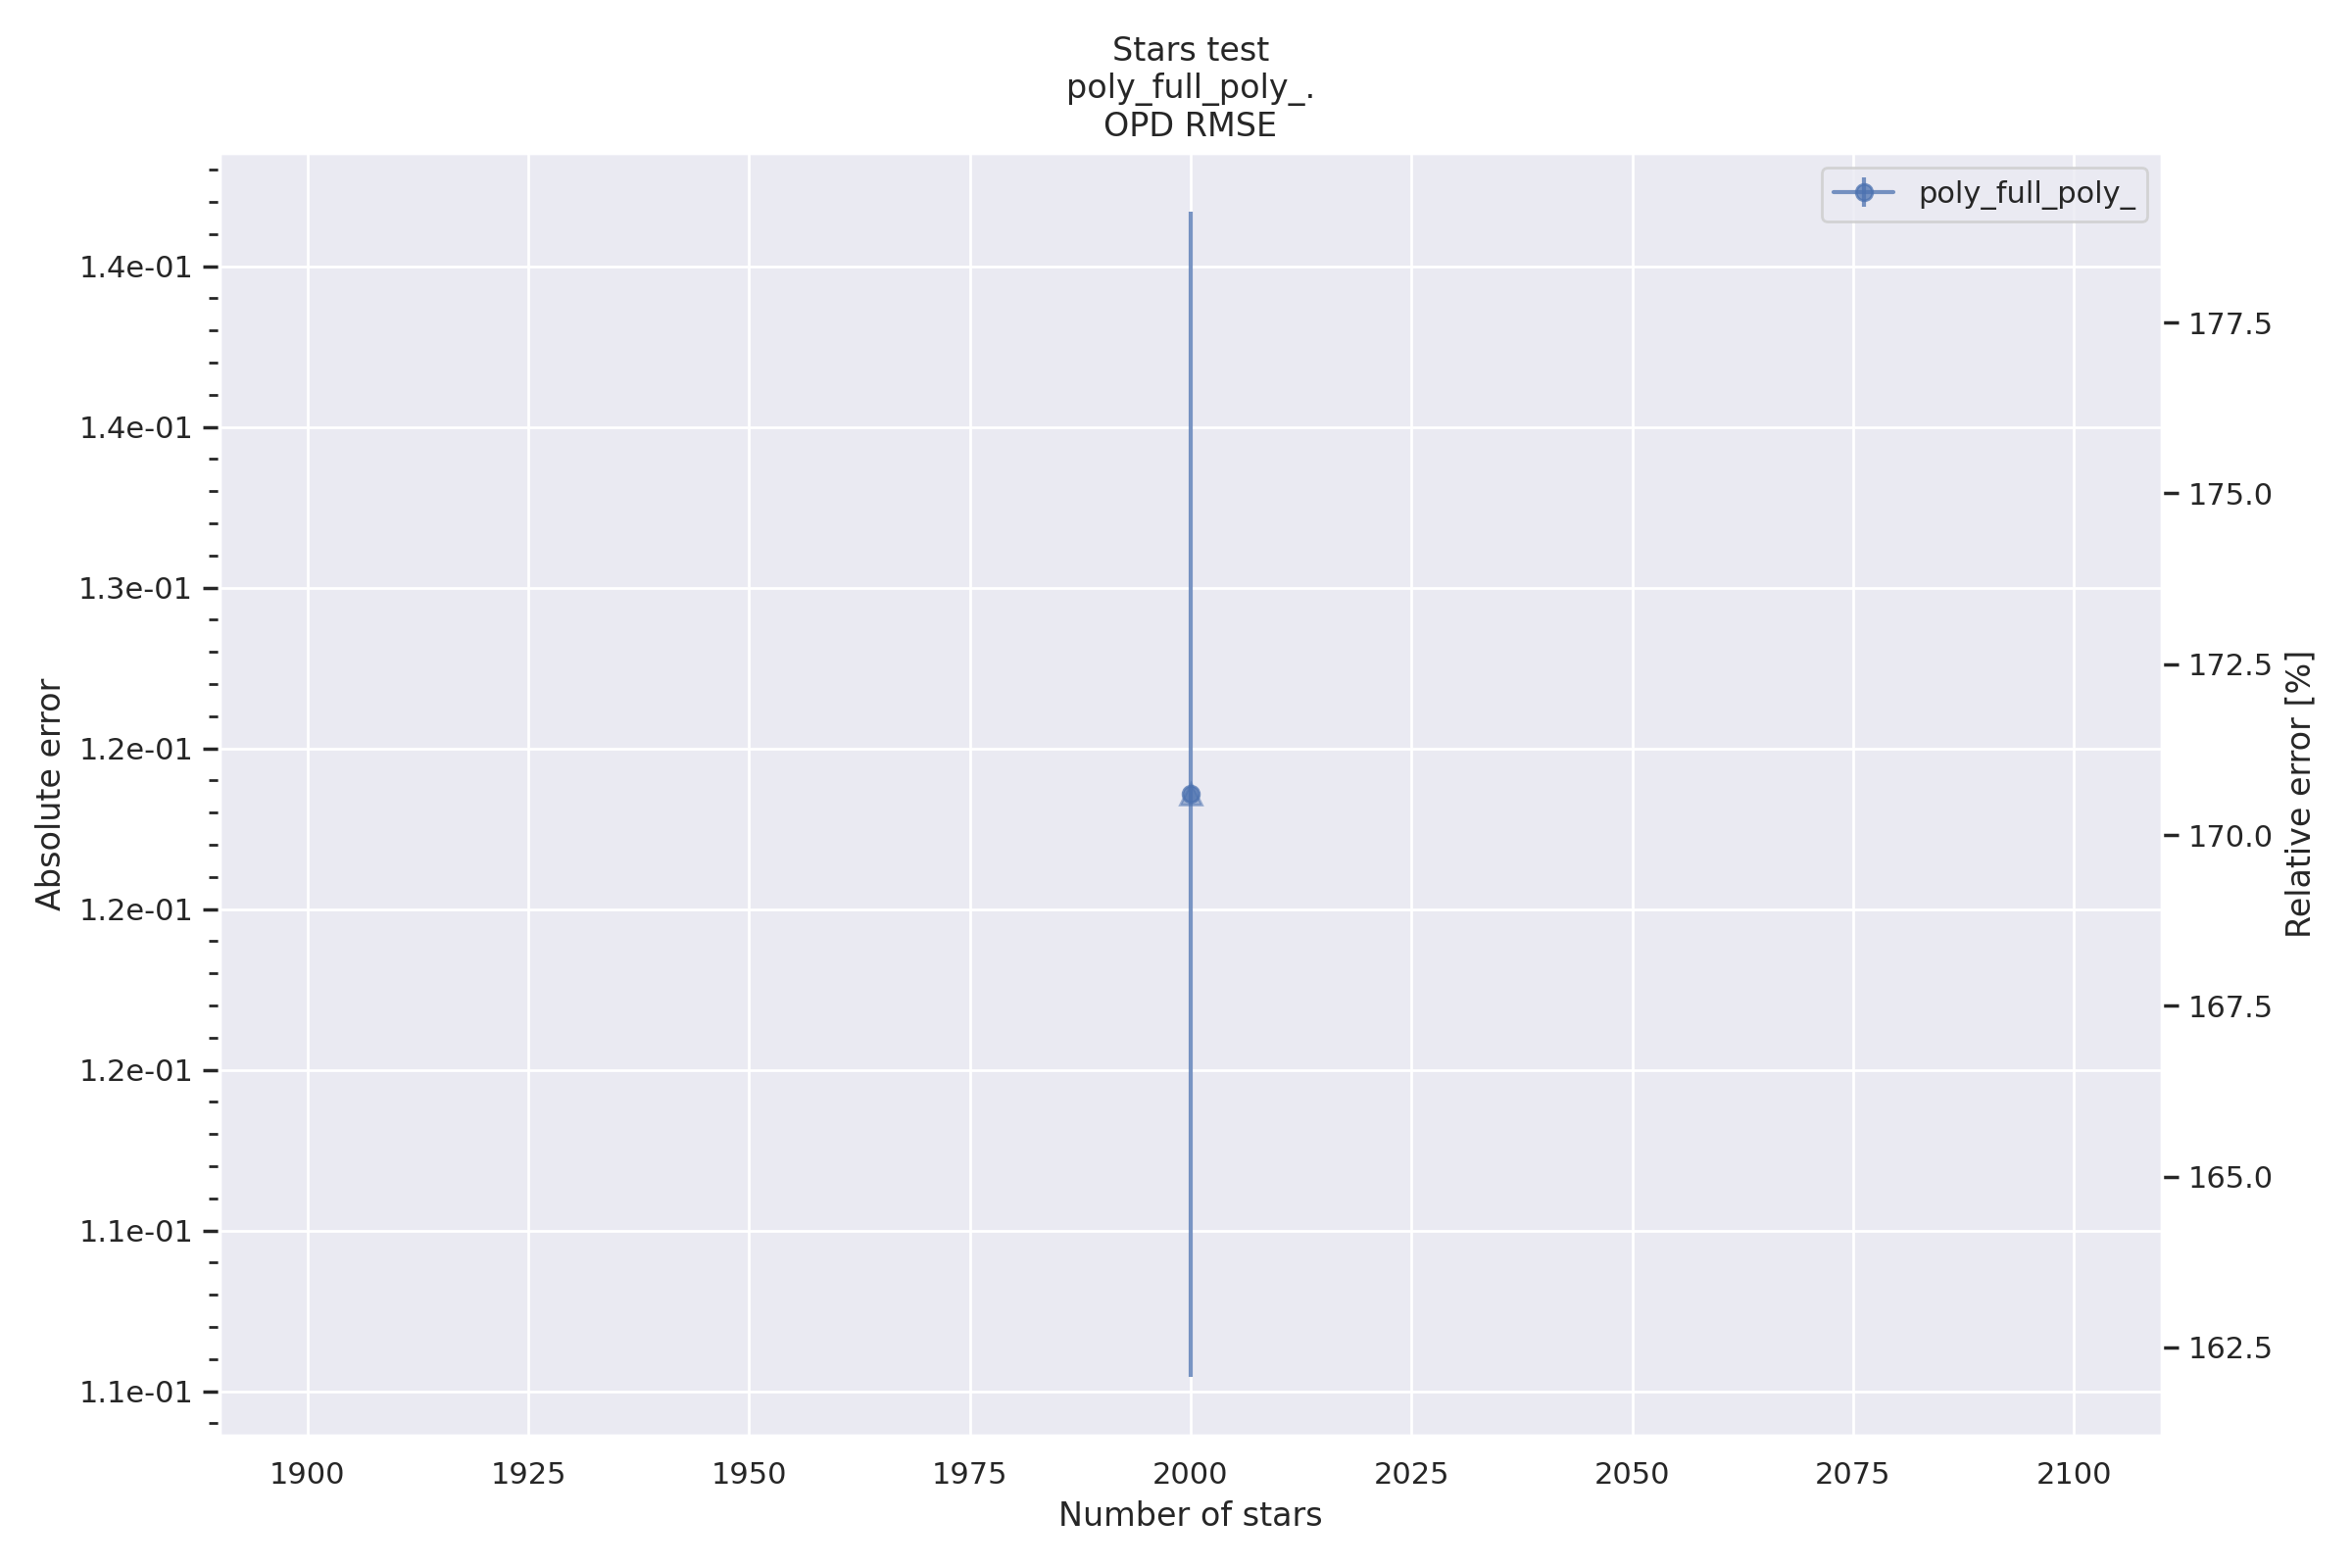 Stars test
poly_full_poly_.
OPD RMSE
poly_full_poly_
1.4e-01
1.4e-01
1.3e-01
1.2e-01
1.2e-01
1.2e-01
1.1e-01
1.1e-01
Absolute error
177.5
175.0
172.5
170.0
167.5
165.0
162.5
Relative error [%]
1900 1925 1950 1975 2000 2025 2050 2075 2100
Number of stars